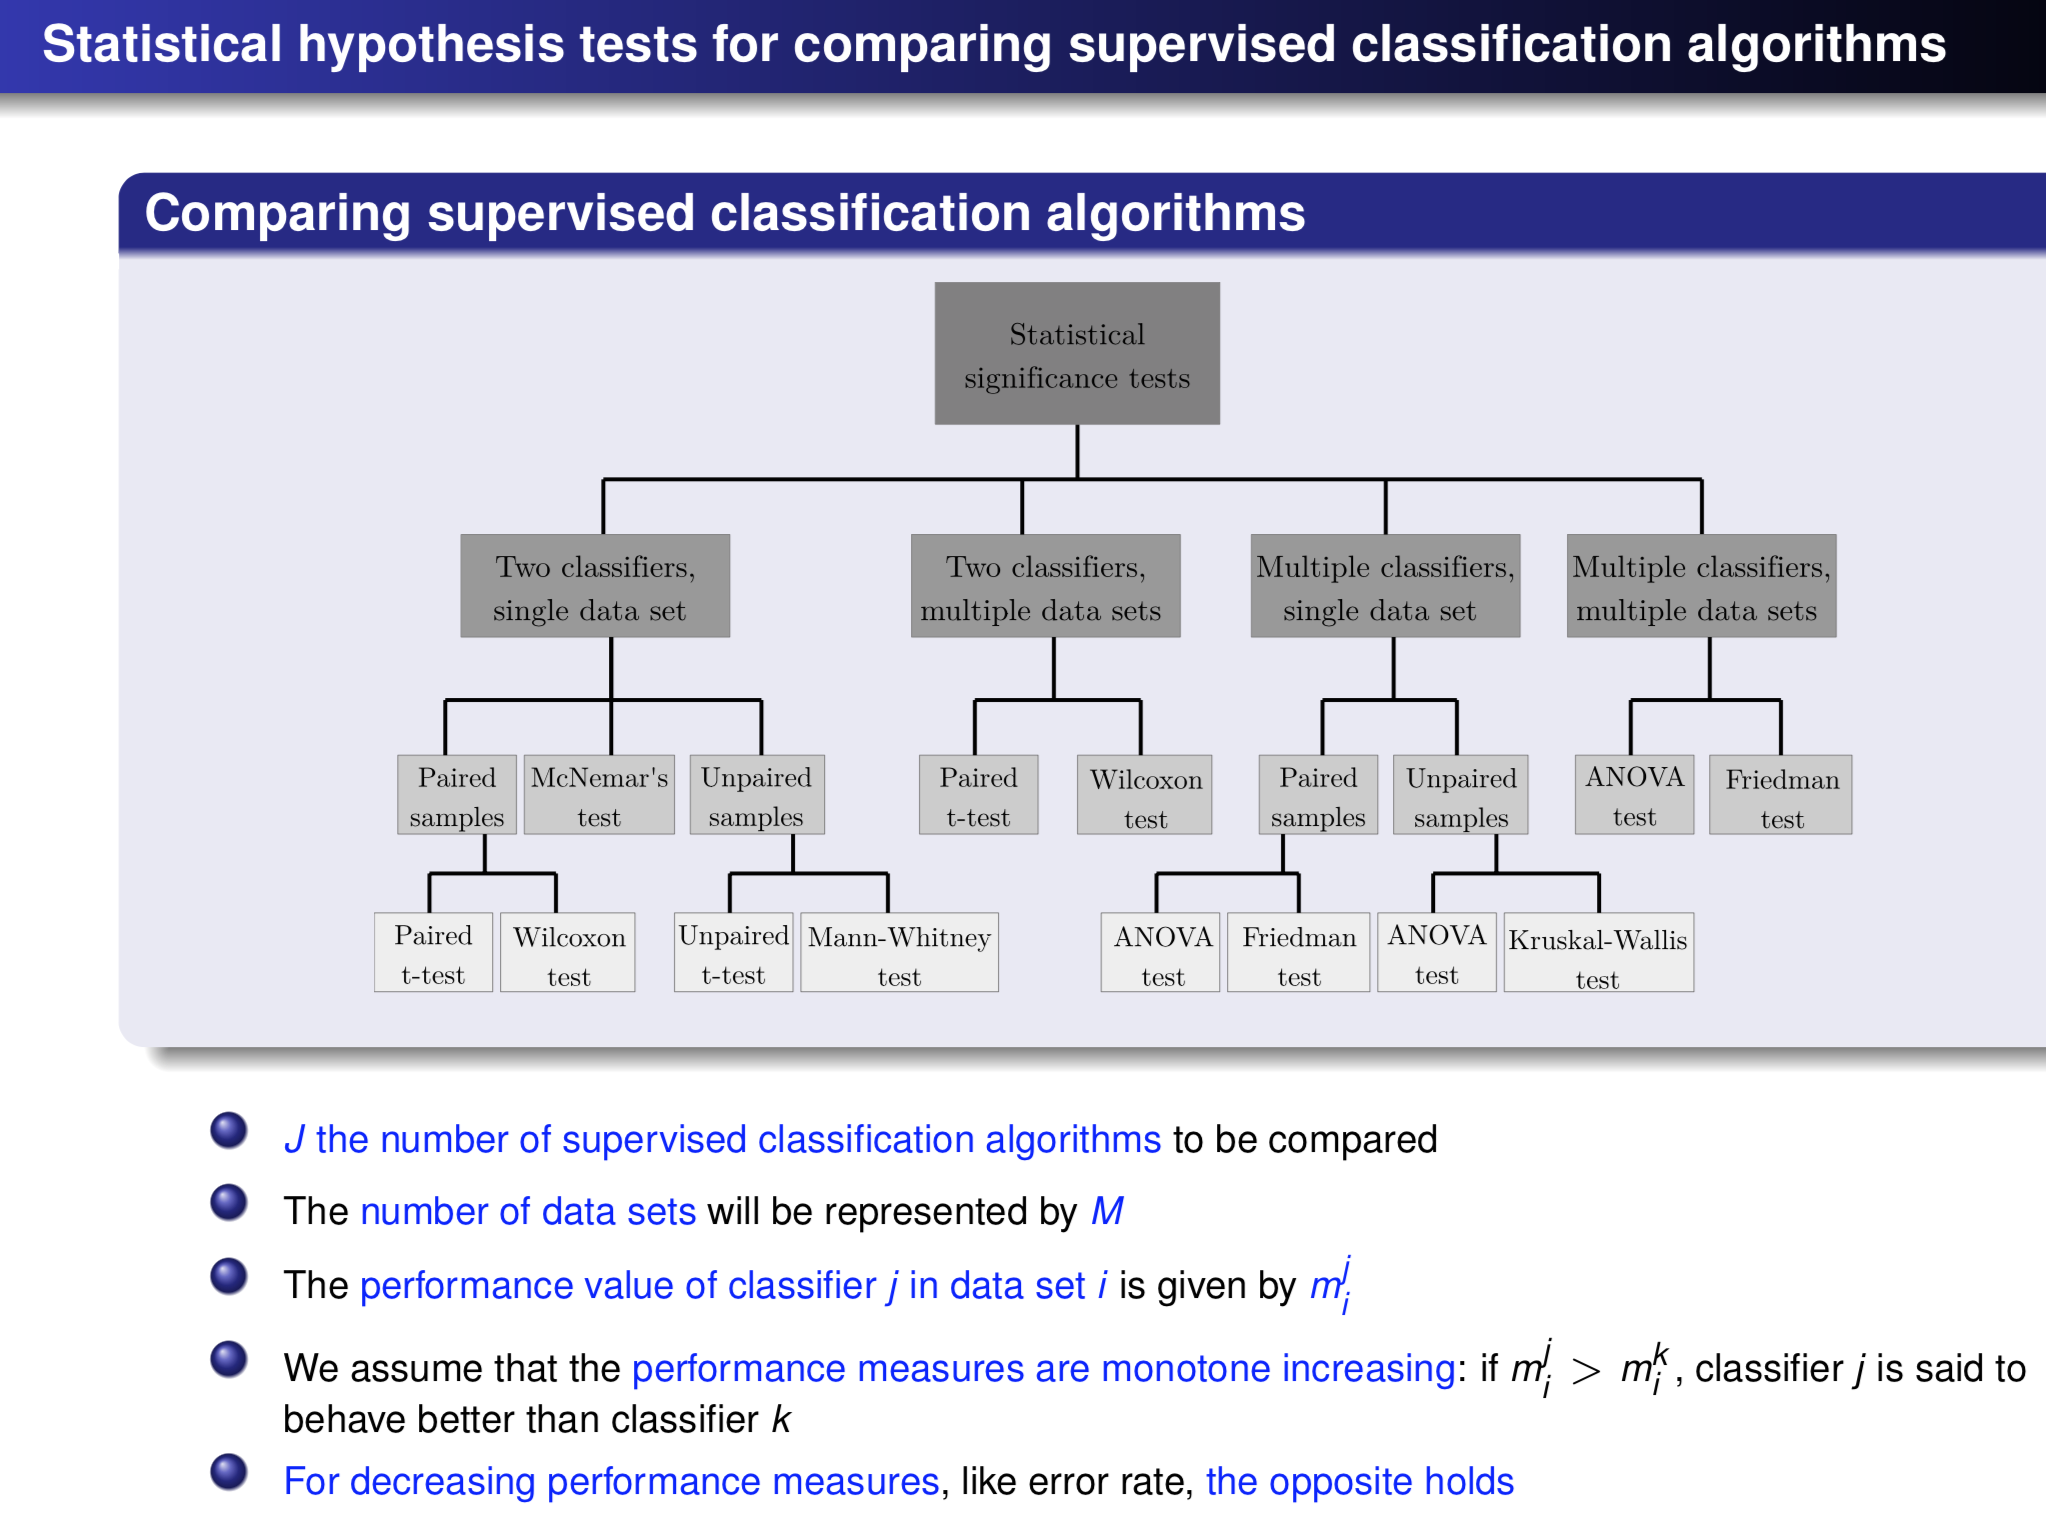 Statistical hypothesis tests for comparing supervised classification algorithms
Comparing supervised classification algorithms
Statistical
significance tests
Two classifiers,
single data set
Two classifiers,
multiple data sets
Multiple classifiers,
single data set
Multiple classifiers,
multiple data sets
Paired
samples
McNemar's
test
Unpaired
samples
Paired
t-test
Wilcoxon
test
Paired
samples
Unpaired
samples
ANOVA
test
Friedman
test
Paired
t-test
Wilcoxon
test
Unpaired
t-test
Mann-Whitney
test
ANOVA
test
Friedman
test
ANOVA
test
Kruskal-Wallis
test
J the number of supervised classification algorithms to be compared
The number of data sets will be represented by M
The performance value of classifier j in data set i is given by $m_i^j$
We assume that the performance measures are monotone increasing: if $m_i^j > m_i^k$, classifier j is said to
behave better than classifier k
For decreasing performance measures, like error rate, the opposite holds